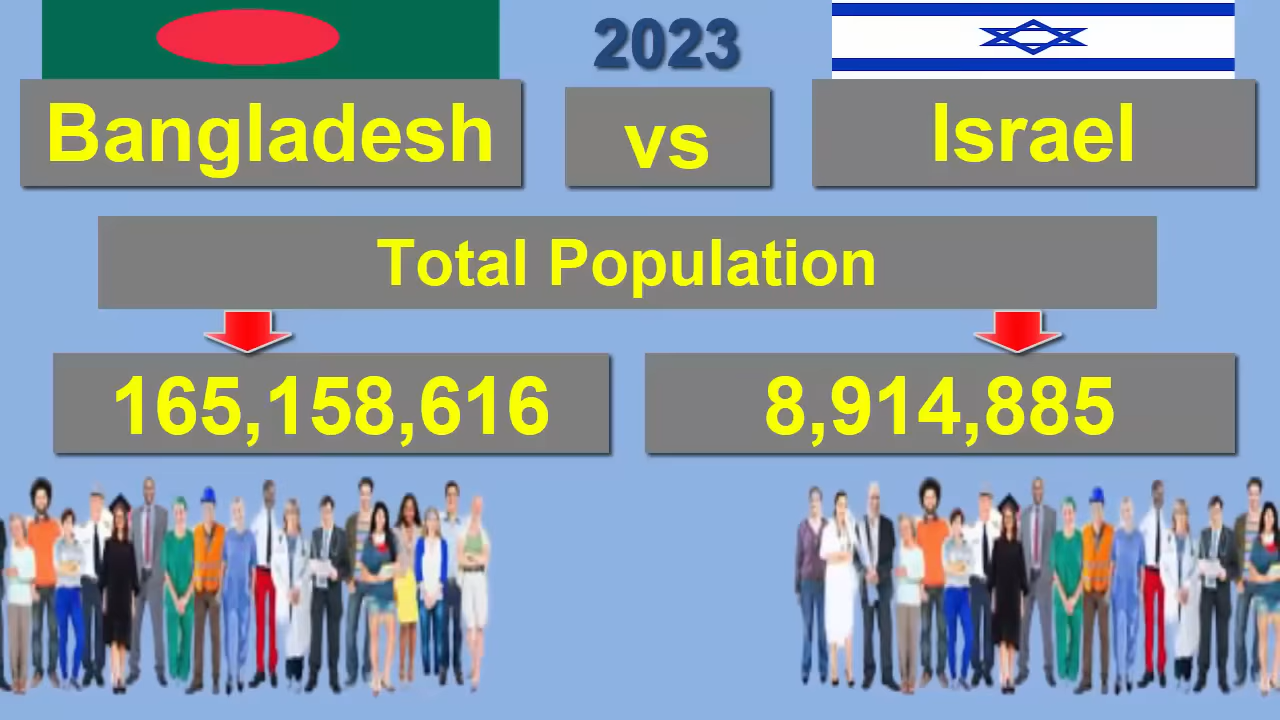 2023
Bangladesh vs Israel
Total Population
165,158,616 8,914,885